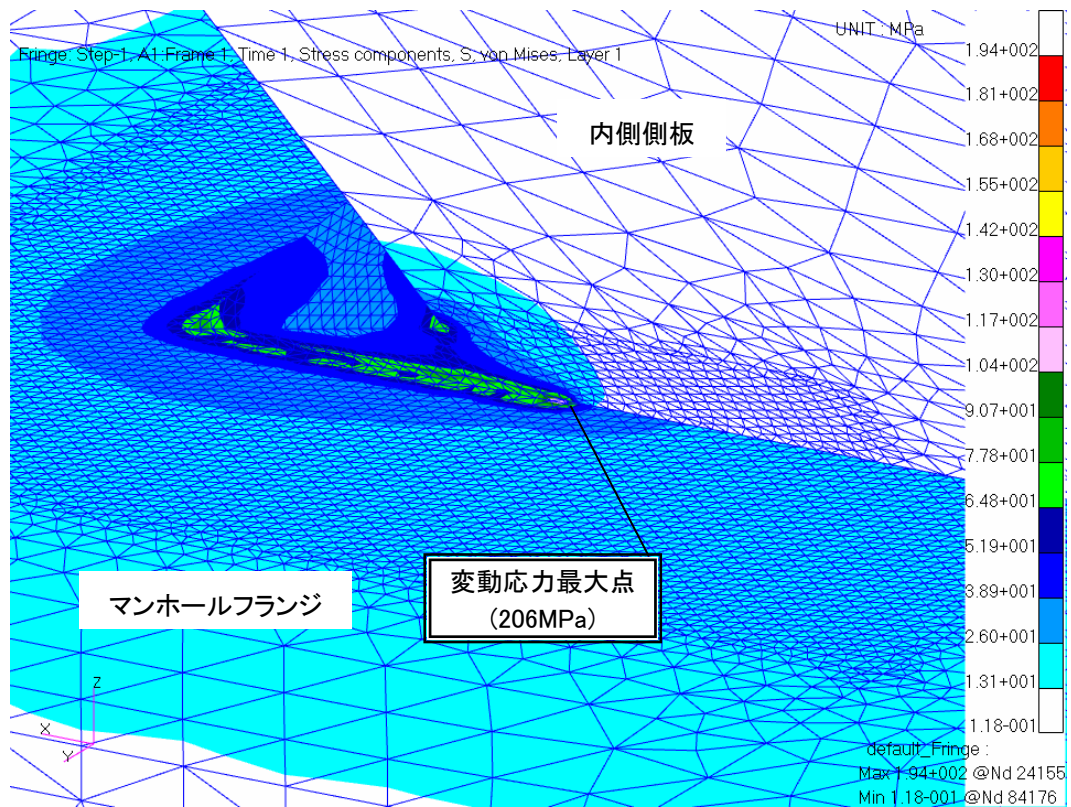 UNIT : MPa
Fringe: Step-1, A1:Frame 1, Time 1, Stress components, S, von Mises, Layer 1
1.94+002
1.81+002
1.68+002
1.55+002
1.42+002
1.30+002
1.17+002
1.04+002
9.07+001
7.78+001
6.48+001
5.19+001
3.89+001
2.60+001
1.31+001
1.18-001
内側側板
変動応力最大点
(206MPa)
マンホールフランジ
Z
X
Y
default_Fringe :
Max 1.94+002 @Nd 24155
Min 1.18-001 @Nd 84176